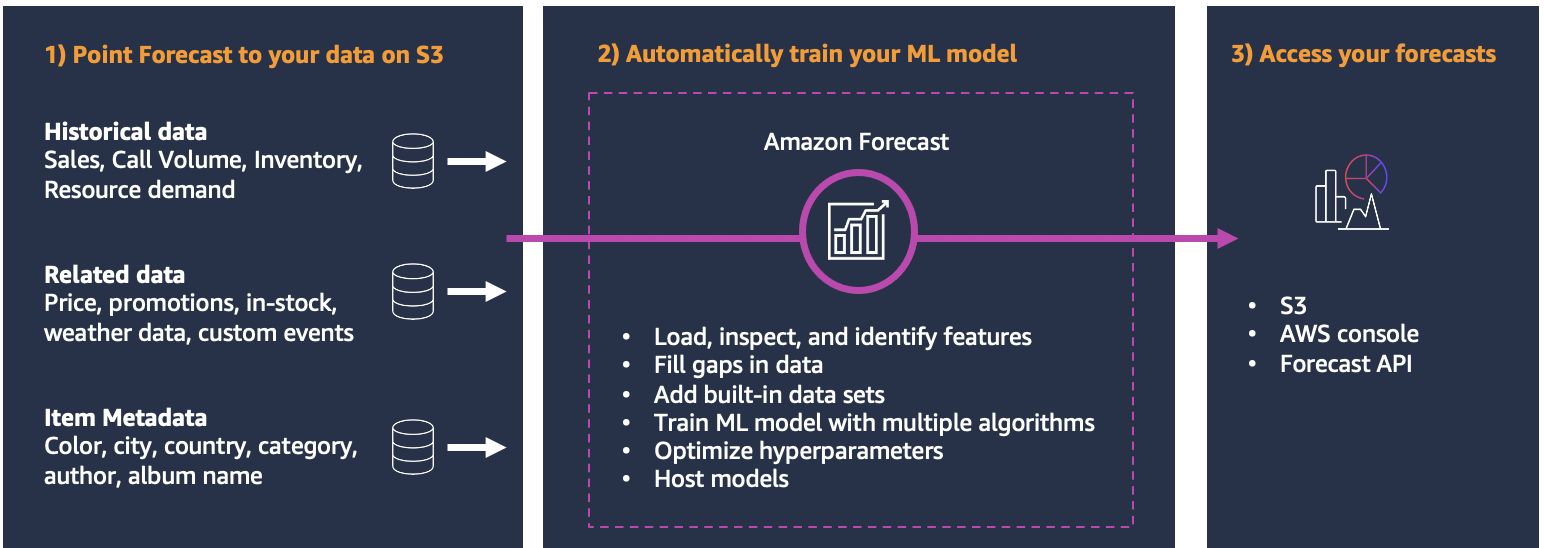 1) Point Forecast to your data on S3
Historical data
Sales, Call Volume, Inventory,
Resource demand
Related data
Price, promotions, in-stock,
weather data, custom events
Item Metadata
Color, city, country, category,
author, album name
2) Automatically train your ML model
Amazon Forecast
• Load, inspect, and identify features
• Fill gaps in data
• Add built-in data sets
• Train ML model with multiple algorithms
• Optimize hyperparameters
• Host models
3) Access your forecasts
• S3
• AWS console
• Forecast API